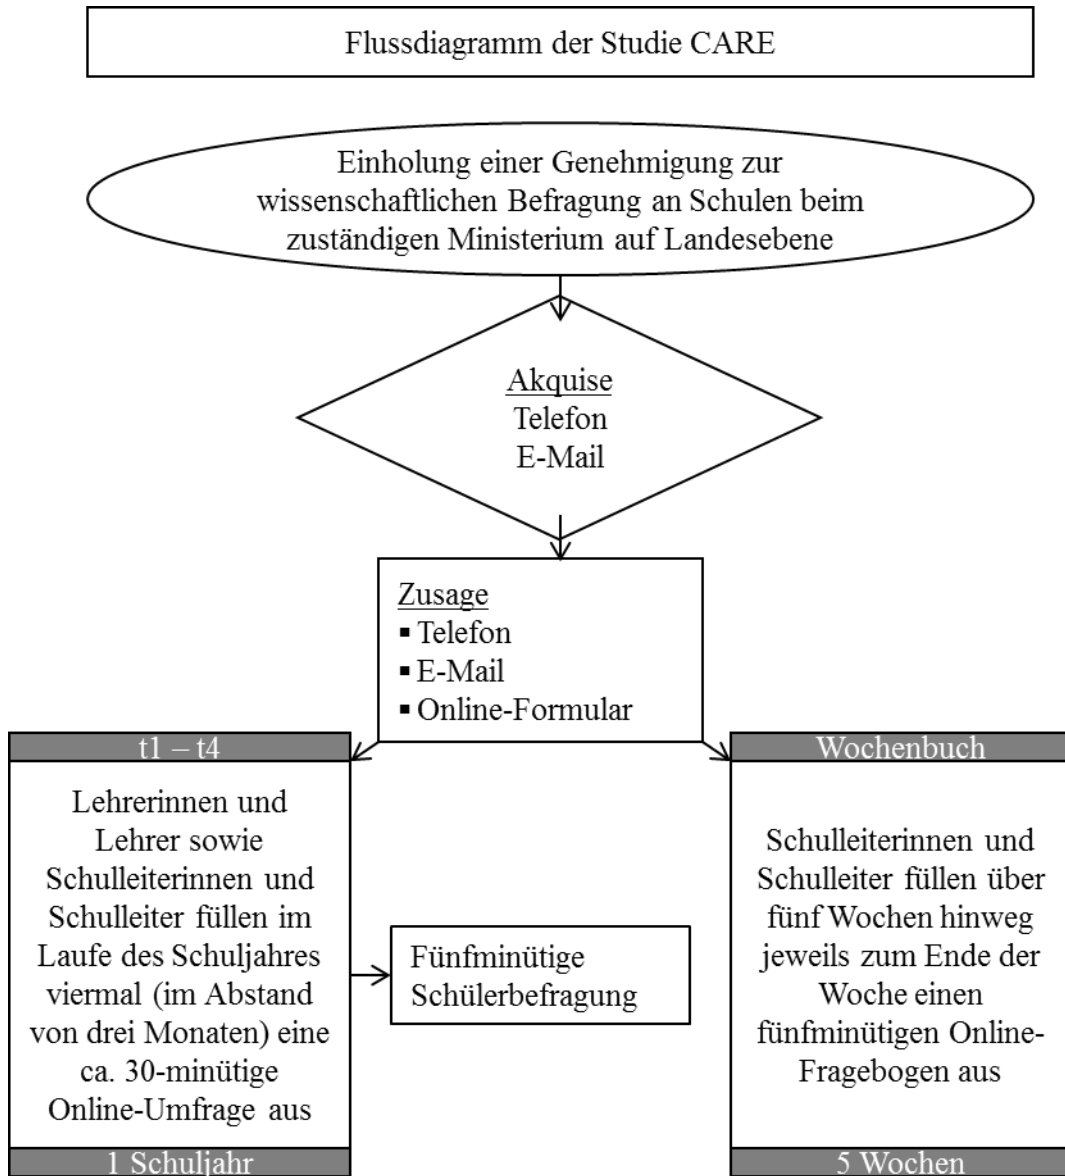 Flussdiagramm der Studie CARE
Einholung einer Genehmigung zur
wissenschaftlichen Befragung an Schulen beim
zuständigen Ministerium auf Landesebene
Akquise
Telefon
E-Mail
Zusage
▪ Telefon
▪ E-Mail
▪ Online-Formular
t1 – t4
Lehrerinnen und
Lehrer sowie
Schulleiterinnen und
Schulleiter füllen im
Laufe des Schuljahres
viermal (im Abstand
von drei Monaten) eine
ca. 30-minütige
Online-Umfrage aus
1 Schuljahr
Fünfminütige
Schülerbefragung
Wochenbuch
Schulleiterinnen und
Schulleiter füllen über
fünf Wochen hinweg
jeweils zum Ende der
Woche einen
fünfminütigen Online-
Fragebogen aus
5 Wochen